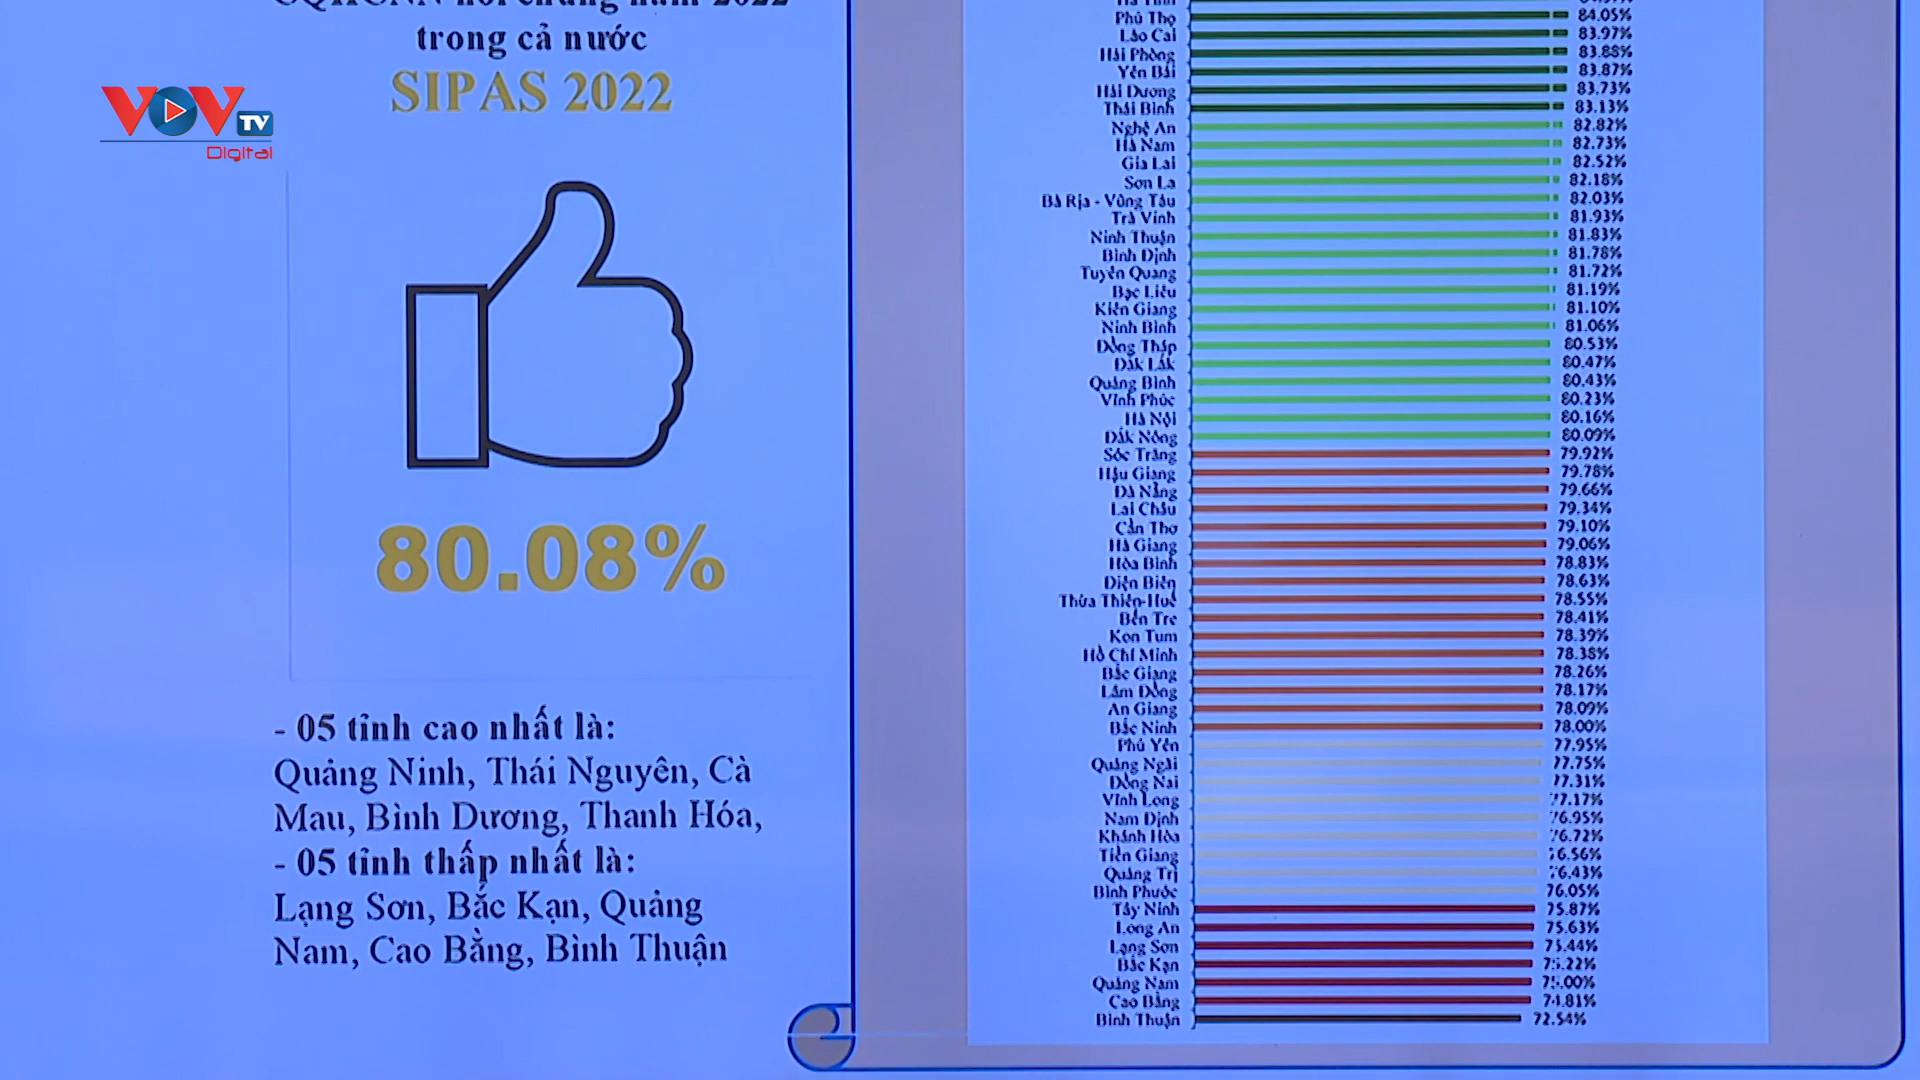 trong cả nước
SIPAS 2022
VOV TV
Digital
80.08%
- 05 tỉnh cao nhất là:
Quảng Ninh, Thái Nguyên, Cà
Mau, Bình Dương, Thanh Hóa,
- 05 tỉnh thấp nhất là:
Lạng Sơn, Bắc Kạn, Quảng
Nam, Cao Bằng, Bình Thuận
Phú Thọ 84.05%
Lào Cai 83.97%
Hải Phòng 83.88%
Yên Bái 83.87%
Hải Dương 83.73%
Thái Bình 83.13%
Nghệ An 82.82%
Hà Nam 82.73%
Gia Lai 82.52%
Sơn La 82.18%
Bà Rịa - Vũng Tàu 82.03%
Trà Vinh 81.93%
Ninh Thuận 81.83%
Bình Định 81.78%
Tuyên Quang 81.72%
Bạc Liêu 81.19%
Kiên Giang 81.10%
Ninh Bình 81.06%
Đồng Tháp 80.53%
Đắk Lắk 80.47%
Quảng Bình 80.43%
Vĩnh Phúc 80.23%
Hà Nội 80.16%
Đắk Nông 80.09%
Sóc Trăng 79.92%
Hậu Giang 79.78%
Đà Nẵng 79.66%
Lai Châu 79.34%
Cần Thơ 79.10%
Hà Giang 79.06%
Hòa Bình 78.83%
Điện Biên 78.63%
Thừa Thiên-Huế 78.55%
Bến Tre 78.41%
Kon Tum 78.39%
Hồ Chí Minh 78.38%
Bắc Giang 78.26%
Lâm Đồng 78.17%
An Giang 78.09%
Bắc Ninh 78.00%
Phú Yên 77.95%
Quảng Ngãi 77.75%
Đồng Nai 77.31%
Vĩnh Long 77.17%
Nam Định 76.95%
Khánh Hòa 76.72%
Tiền Giang 76.56%
Quảng Trị 76.43%
Bình Phước 76.05%
Tây Ninh 75.87%
Long An 75.63%
Lạng Sơn 75.44%
Bắc Kạn 75.22%
Quảng Nam 75.00%
Cao Bằng 74.81%
Bình Thuận 72.54%